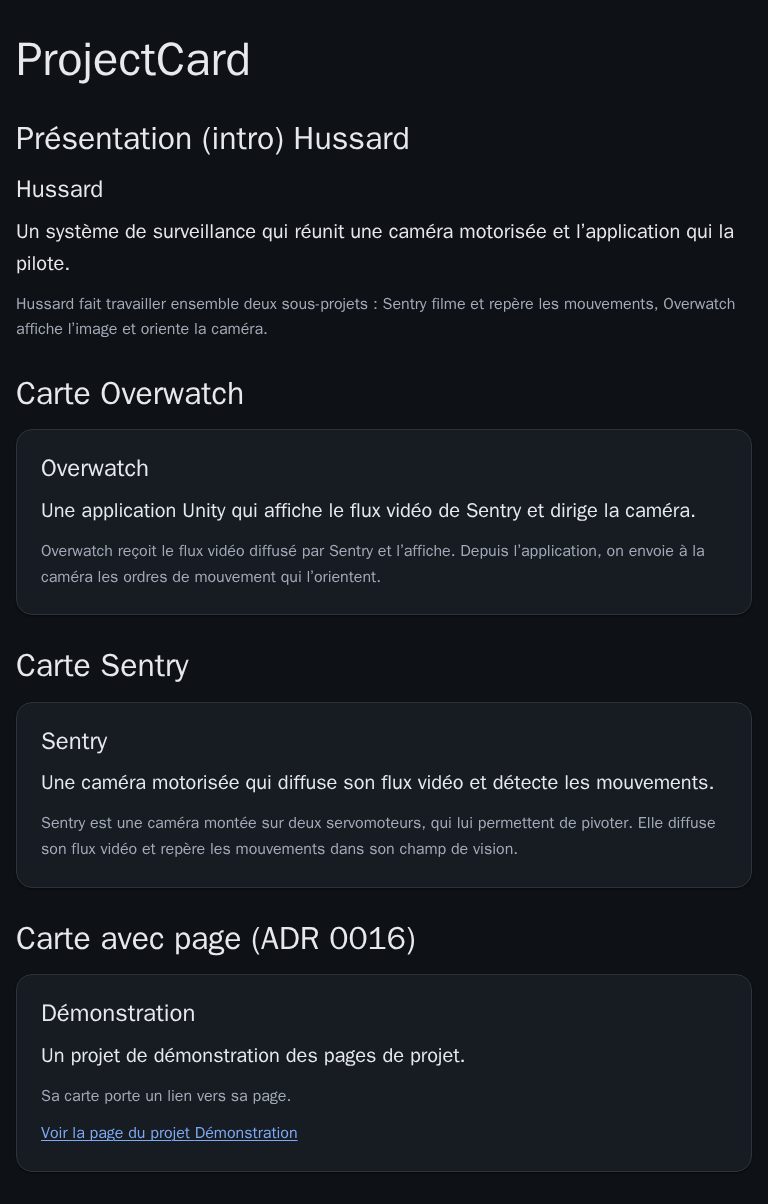 ProjectCard
Présentation (intro) Hussard
Hussard
Un système de surveillance qui réunit une caméra motorisée et l’application qui la
pilote.
Hussard fait travailler ensemble deux sous-projets : Sentry filme et repère les mouvements, Overwatch
affiche l’image et oriente la caméra.
Carte Overwatch
Overwatch
Une application Unity qui affiche le flux vidéo de Sentry et dirige la caméra.
Overwatch reçoit le flux vidéo diffusé par Sentry et l’affiche. Depuis l’application, on envoie à la
caméra les ordres de mouvement qui l’orientent.
Carte Sentry
Sentry
Une caméra motorisée qui diffuse son flux vidéo et détecte les mouvements.
Sentry est une caméra montée sur deux servomoteurs, qui lui permettent de pivoter. Elle diffuse
son flux vidéo et repère les mouvements dans son champ de vision.
Carte avec page (ADR 0016)
Démonstration
Un projet de démonstration des pages de projet.
Sa carte porte un lien vers sa page.
Voir la page du projet Démonstration